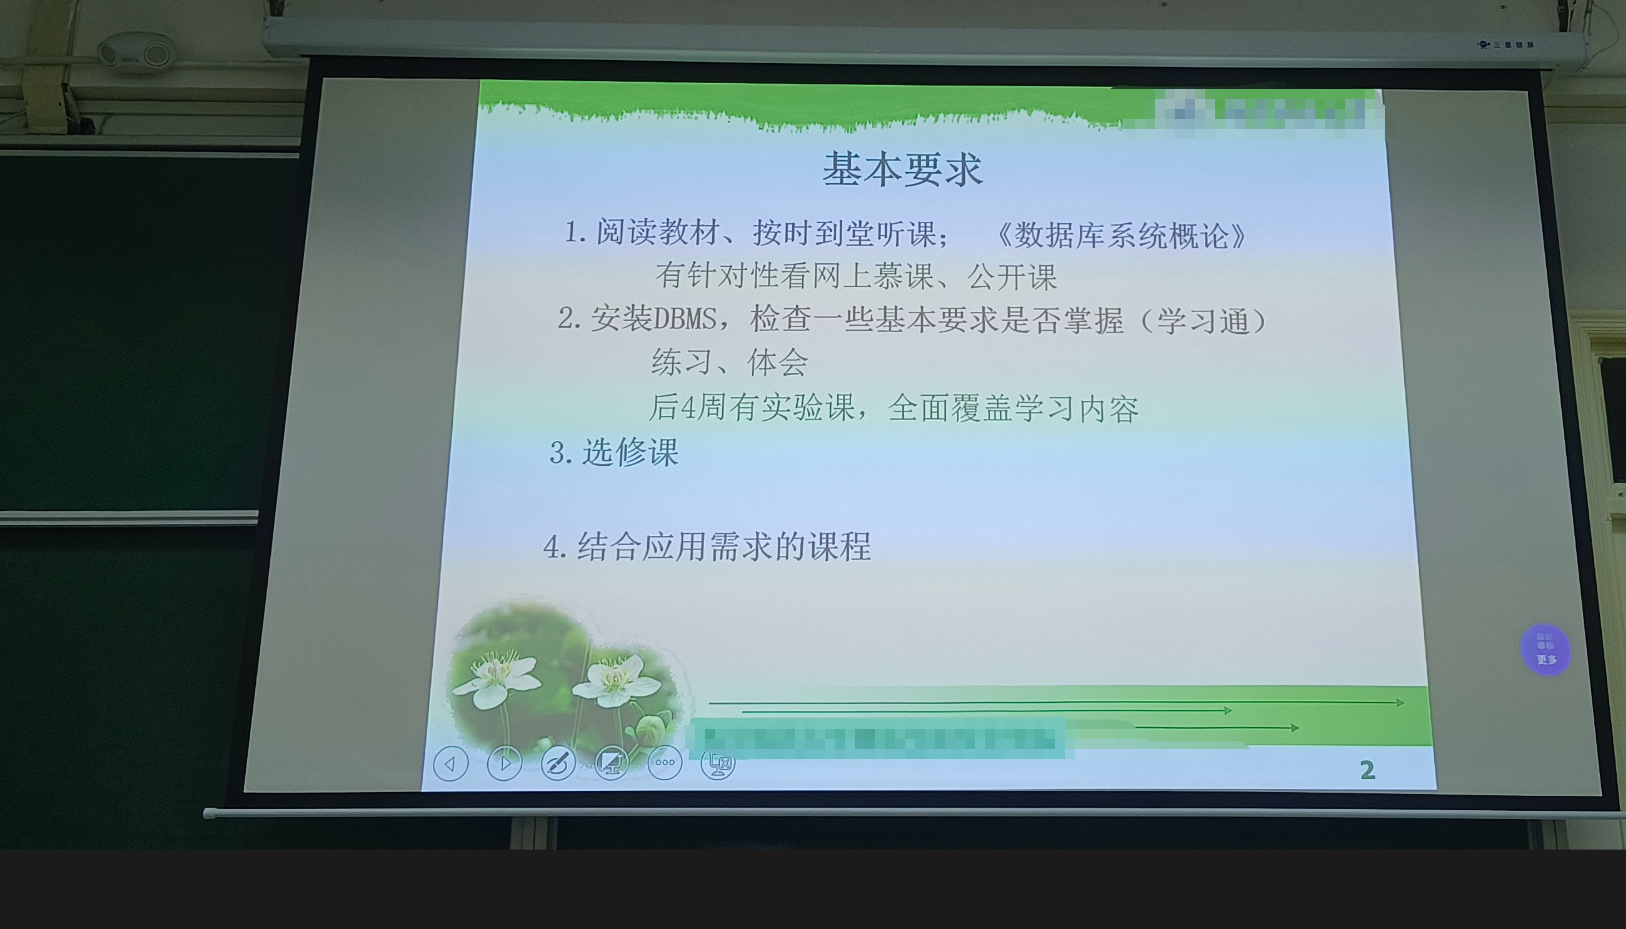 三星银幕
基本要求
1.阅读教材、按时到堂听课； 《数据库系统概论》
有针对性看网上慕课、公开课
2.安装DBMS，检查一些基本要求是否掌握（学习通）
练习、体会
后4周有实验课，全面覆盖学习内容
3.选修课
4.结合应用需求的课程
更多
2